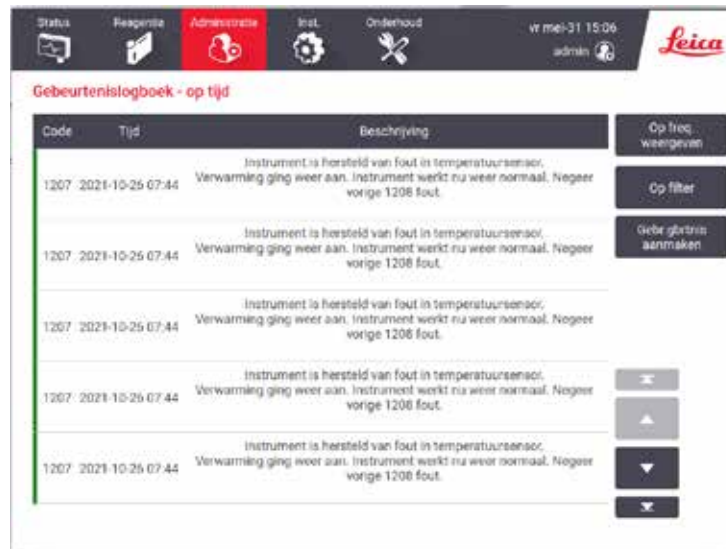 Status
Reagentia
Administratie
Inst.
Onderhoud
vr mei-31 15:06
admin
Leica
Gebeurtenislogboek - op tijd
Code Tijd Beschrijving
1207 2021-10-26 07:44 Instrument is hersteld van fout in temperatuursensor.
Verwarming ging weer aan. Instrument werkt nu weer normaal. Negeer
vorige 1208 fout.
1207 2021-10-26 07:44 Instrument is hersteld van fout in temperatuursensor.
Verwarming ging weer aan. Instrument werkt nu weer normaal. Negeer
vorige 1208 fout.
1207 2021-10-26 07:44 Instrument is hersteld van fout in temperatuursensor.
Verwarming ging weer aan. Instrument werkt nu weer normaal. Negeer
vorige 1208 fout.
1207 2021-10-26 07:44 Instrument is hersteld van fout in temperatuursensor.
Verwarming ging weer aan. Instrument werkt nu weer normaal. Negeer
vorige 1208 fout.
1207 2021-10-26 07:44 Instrument is hersteld van fout in temperatuursensor.
Verwarming ging weer aan. Instrument werkt nu weer normaal. Negeer
vorige 1208 fout.
Op freq.
weergeven
Op filter
Gebr gbrtnis
aanmaken